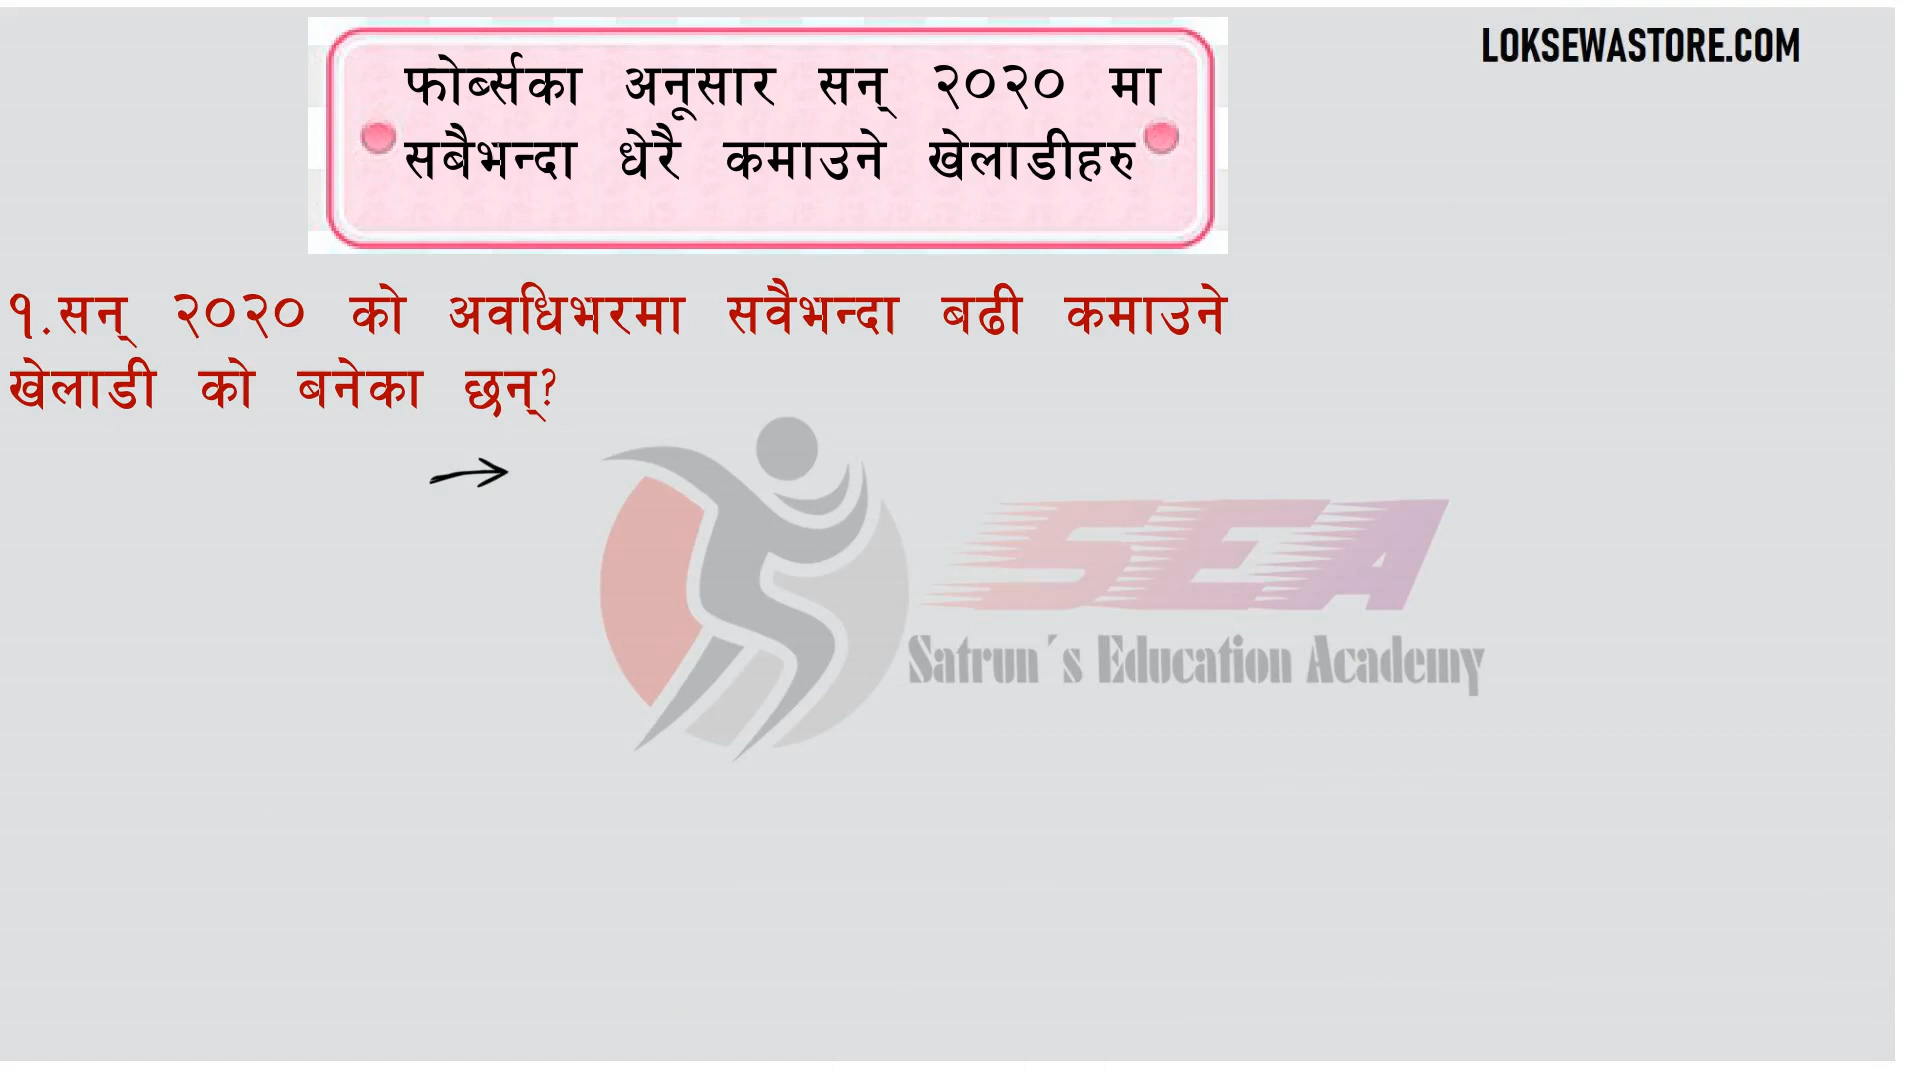 LOKSEWASTORE.COM
फोर्ब्सका अनूसार सन् २०२० मा
सबैभन्दा धेरै कमाउने खेलाडीहरु
१.सन् २०२० को अवधिभरमा सवैभन्दा बढी कमाउने
खेलाडी को बनेका छन्?
SEA
Satrun´s Education Academy